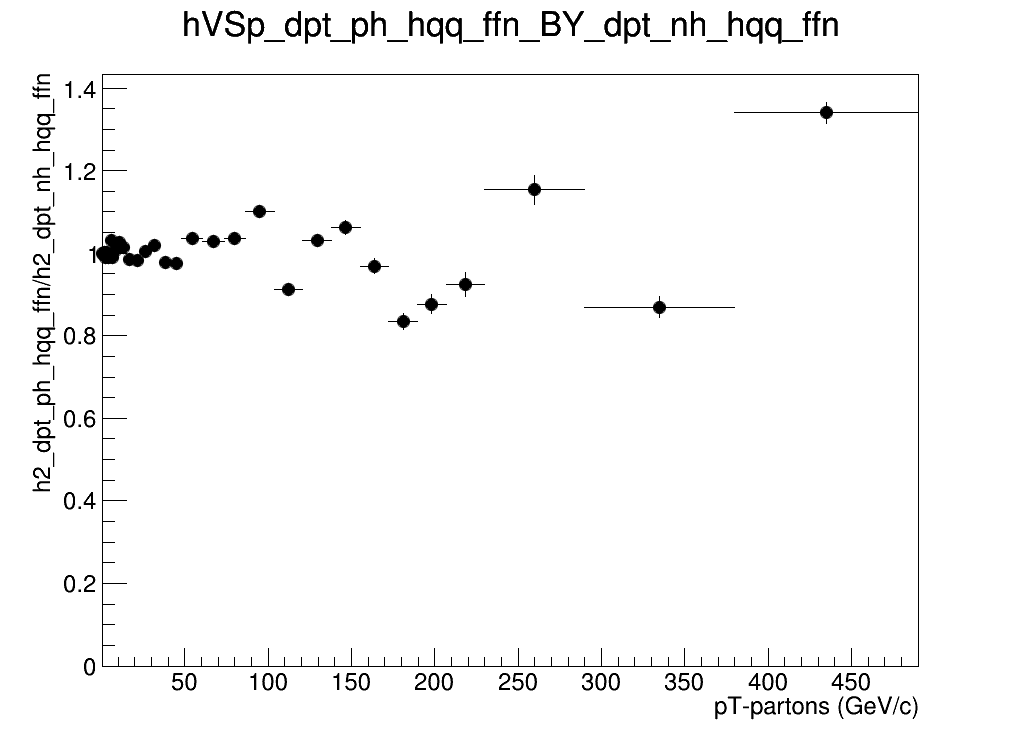 hVSp_dpt_ph_hqq_ffn_BY_dpt_nh_hqq_ffn
h2_dpt_ph_hqq_ffn/h2_dpt_nh_hqq_ffn
1.4
1.2
1
0.8
0.6
0.4
0.2
0
50 100 150 200 250 300 350 400 450
pT-partons (GeV/c)